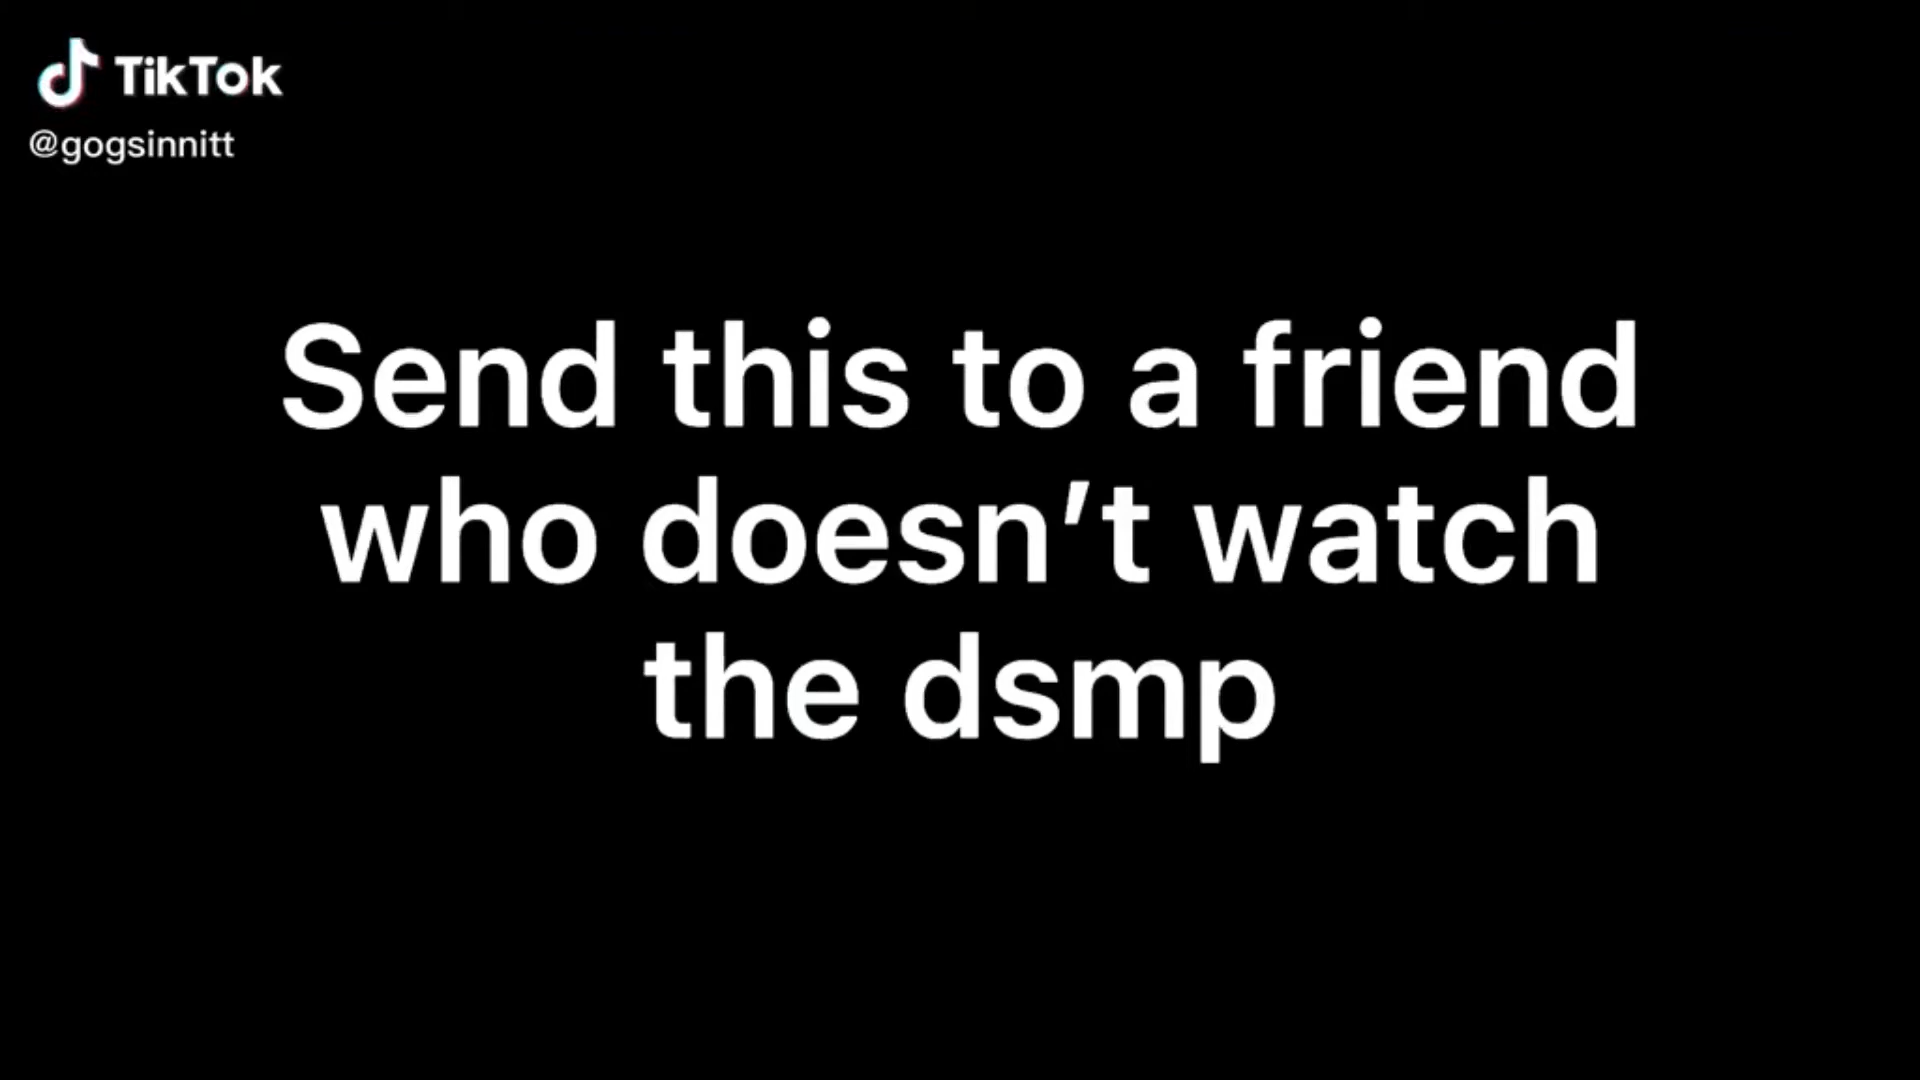 TikTok
@gogsinnitt
Send this to a friend
who doesn't watch
the dsmp